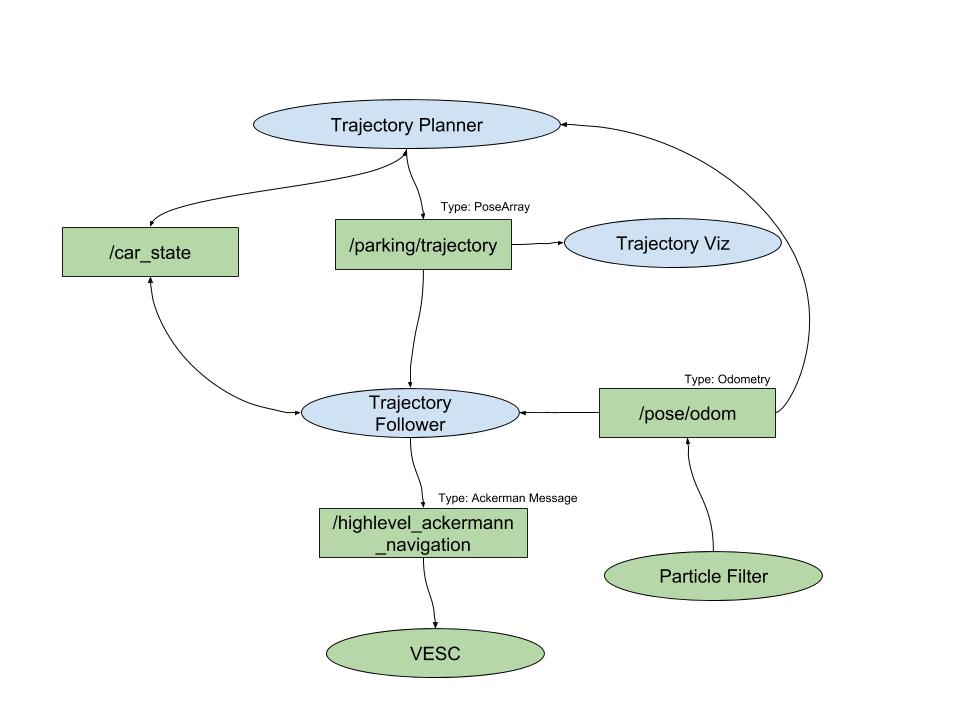 Trajectory Planner
Type: PoseArray
/car_state
/parking/trajectory
Trajectory Viz
Type: Odometry
Trajectory
Follower
/pose/odom
Type: Ackerman Message
/highlevel_ackermann
_navigation
Particle Filter
VESC